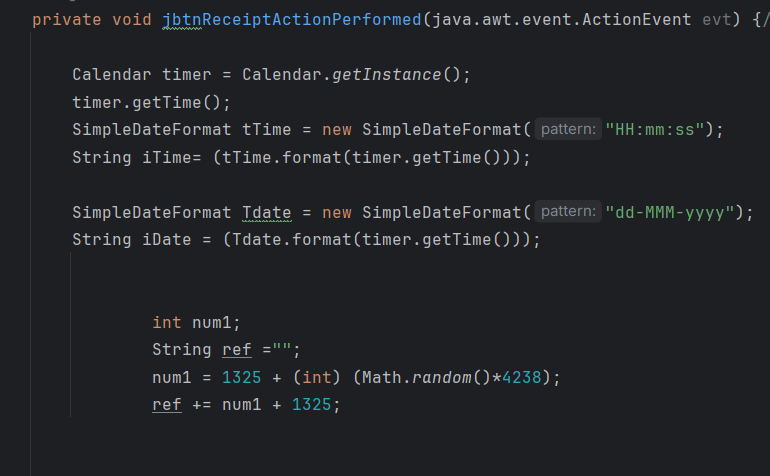 private void jbtnReceiptActionPerformed(java.awt.event.ActionEvent evt) {/
Calendar timer = Calendar.getInstance();
timer.getTime();
SimpleDateFormat tTime = new SimpleDateFormat( pattern: "HH:mm:ss");
String iTime= (tTime.format(timer.getTime()));
SimpleDateFormat Tdate = new SimpleDateFormat( pattern: "dd-MMM-yyyy");
String iDate = (Tdate.format(timer.getTime()));
int num1;
String ref ="";
num1 = 1325 + (int) (Math.random()*4238);
ref += num1 + 1325;